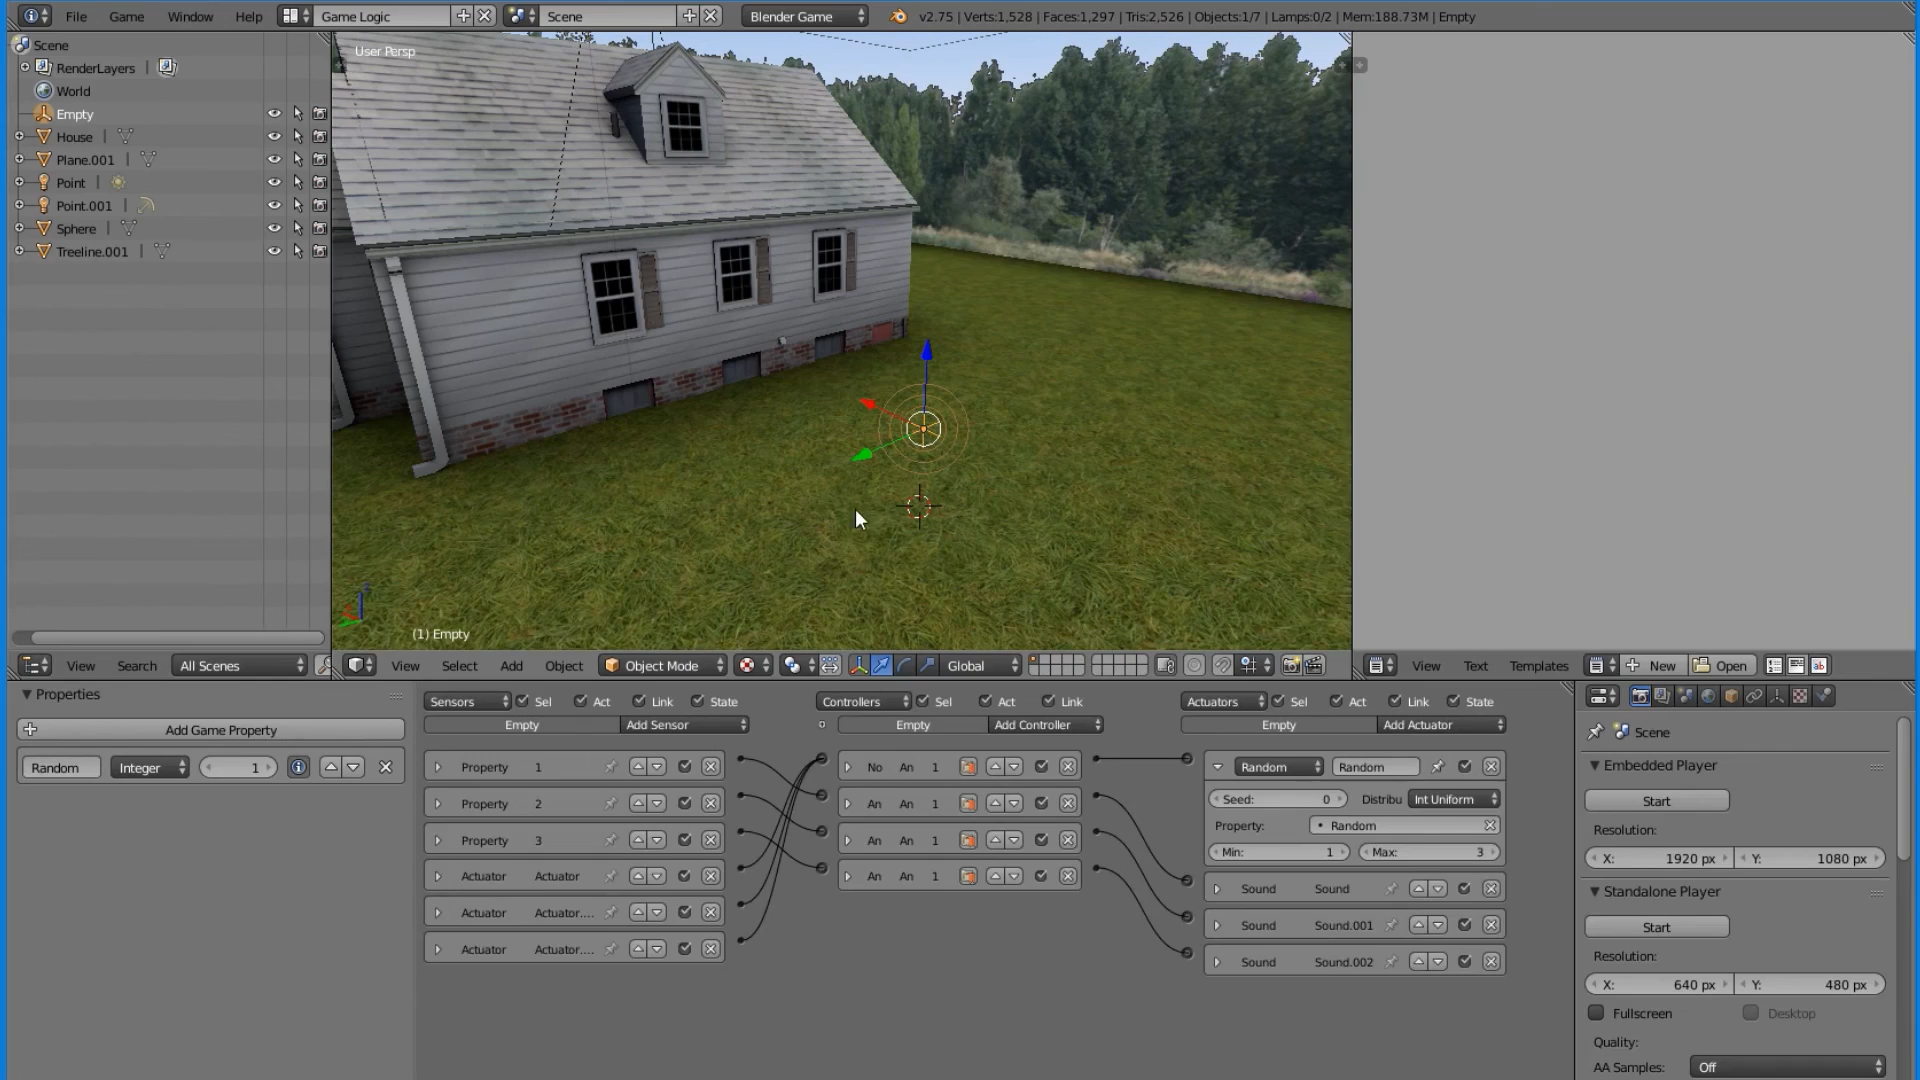 File Game Window Help Game Logic Scene Blender Game v2.75 | Verts:1,528 | Faces:1,297 | Tris:2,526 | Objects:1/7 | Lamps:0/2 | Mem:188.73M | Empty
Scene
RenderLayers
World
Empty
House
Plane.001
Point
Point.001
Sphere
Treeline.001
View Search All Scenes
User Persp
(1) Empty
View Select Add Object Object Mode Global
View Text Templates New Open
Properties
Add Game Property
Random Integer 1
Sensors Sel Act Link State
Empty Add Sensor
Property 1
Property 2
Property 3
Actuator Actuator
Actuator Actuator....
Actuator Actuator....
Controllers Sel Act Link
Empty Add Controller
No An 1
An An 1
An An 1
An An 1
Actuators Sel Act Link State
Empty Add Actuator
Random Random
Seed: 0 Distribu Int Uniform
Property: Random
Min: 1 Max: 3
Sound Sound
Sound Sound.001
Sound Sound.002
Scene
Embedded Player
Start
Resolution:
X: 1920 px Y: 1080 px
Standalone Player
Start
Resolution:
X: 640 px Y: 480 px
Fullscreen Desktop
Quality:
AA Samples: Off